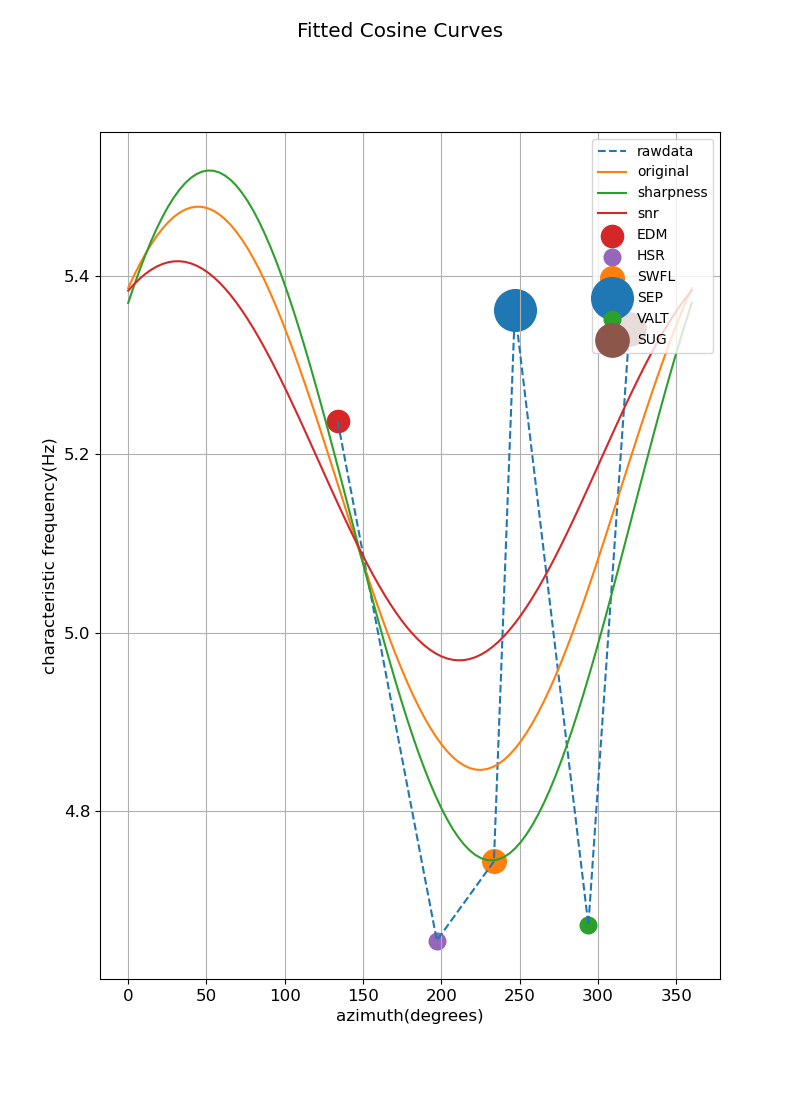 Fitted Cosine Curves
rawdata
original
sharpness
snr
EDM
HSR
SWFL
SEP
VALT
SUG
5.4
5.2
5.0
4.8
characteristic frequency(Hz)
0 50 100 150 200 250 300 350
azimuth(degrees)